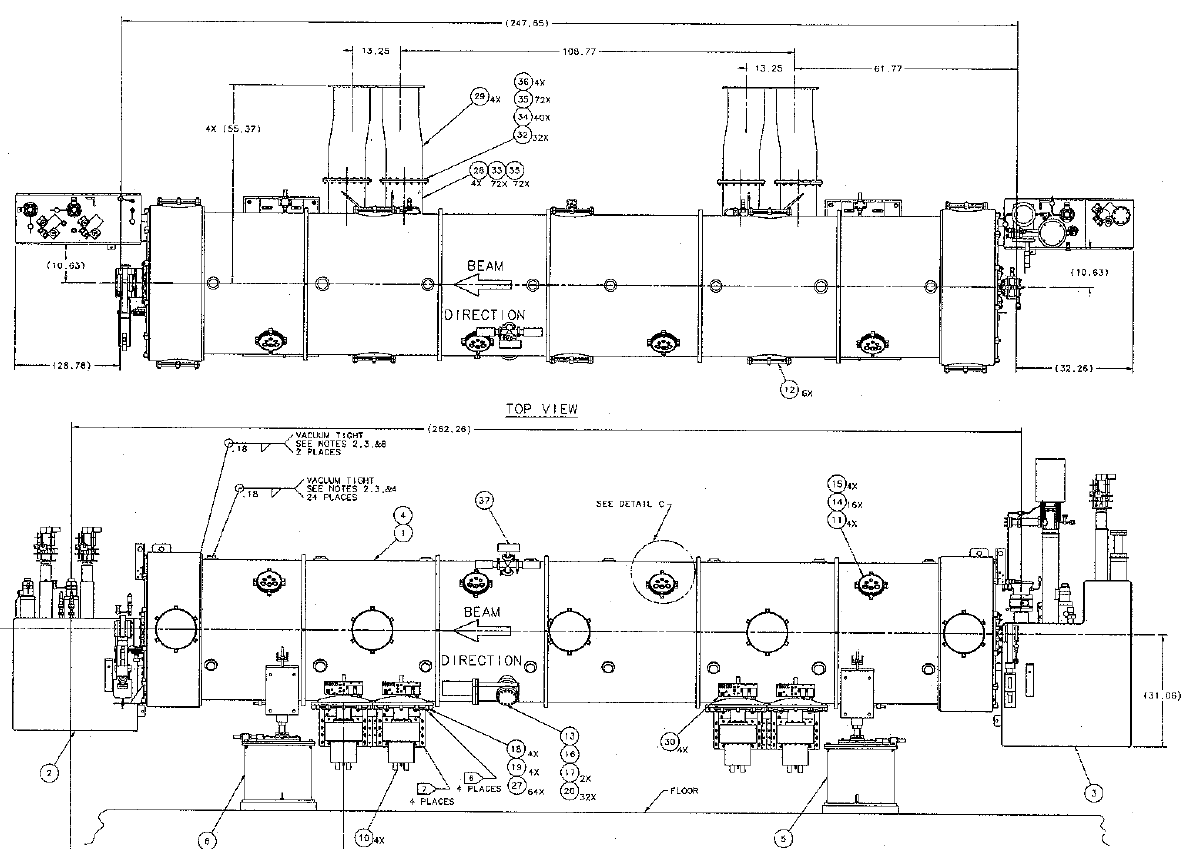 (247.65)
13.25
108.77
13.25
61.77
4X (55.37)
29 4X
36 4X
35 72X
34 40X
32 32X
28 33 35
4X 72X 72X
(10.63)
BEAM
DIRECTION
(10.63)
(28.78)
(32.26)
12 6X
TOP VIEW
(262.26)
.18
VACUUM TIGHT
SEE NOTES 2,3,&8
2 PLACES
.18
VACUUM TIGHT
SEE NOTES 2,3,&4
24 PLACES
4
1
37
SEE DETAIL C
15 4X
14 16X
11 4X
BEAM
DIRECTION
(31.06)
2
18 4X
19 4X
27 64X
13
16
17 2X
20 32X
30 4X
7
4 PLACES
6
4 PLACES
FLOOR
3
6
10 4X
5